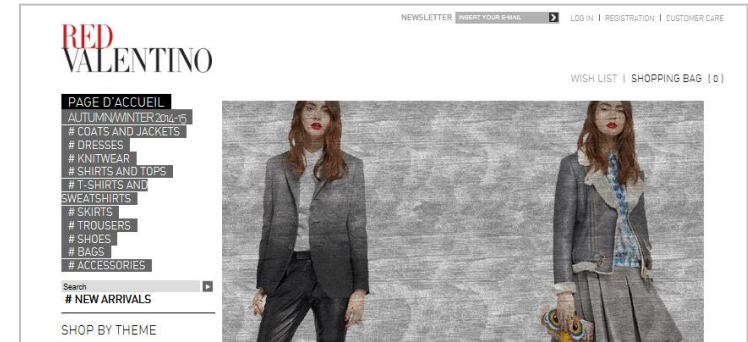 NEWSLETTER INSERT YOUR E-MAIL LOG IN | REGISTRATION | CUSTOMER CARE
RED
VALENTINO
WISH LIST | SHOPPING BAG ( 0 )
PAGE D'ACCUEIL
AUTUMN/WINTER 2014-15
# COATS AND JACKETS
# DRESSES
# KNITWEAR
# SHIRTS AND TOPS
# T-SHIRTS AND
SWEATSHIRTS
# SKIRTS
# TROUSERS
# SHOES
# BAGS
# ACCESSORIES
Search
# NEW ARRIVALS
SHOP BY THEME